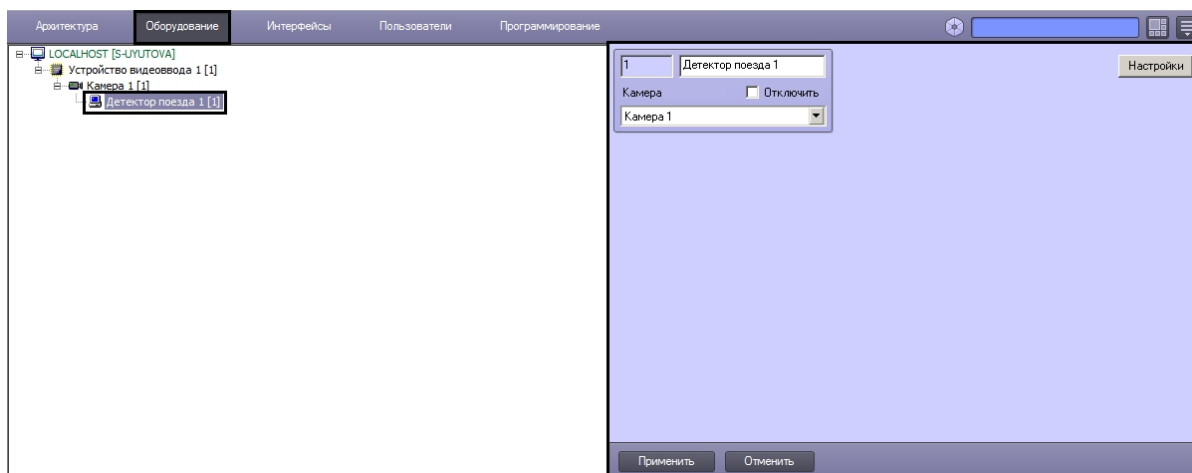 Архитектура Оборудование Интерфейсы Пользователи Программирование
LOCALHOST [S-UYUTOVA]
Устройство видеоввода 1 [1]
Камера 1 [1]
Детектор поезда 1 [1]
1 Детектор поезда 1 Настройки
Камера Отключить
Камера 1
Применить Отменить